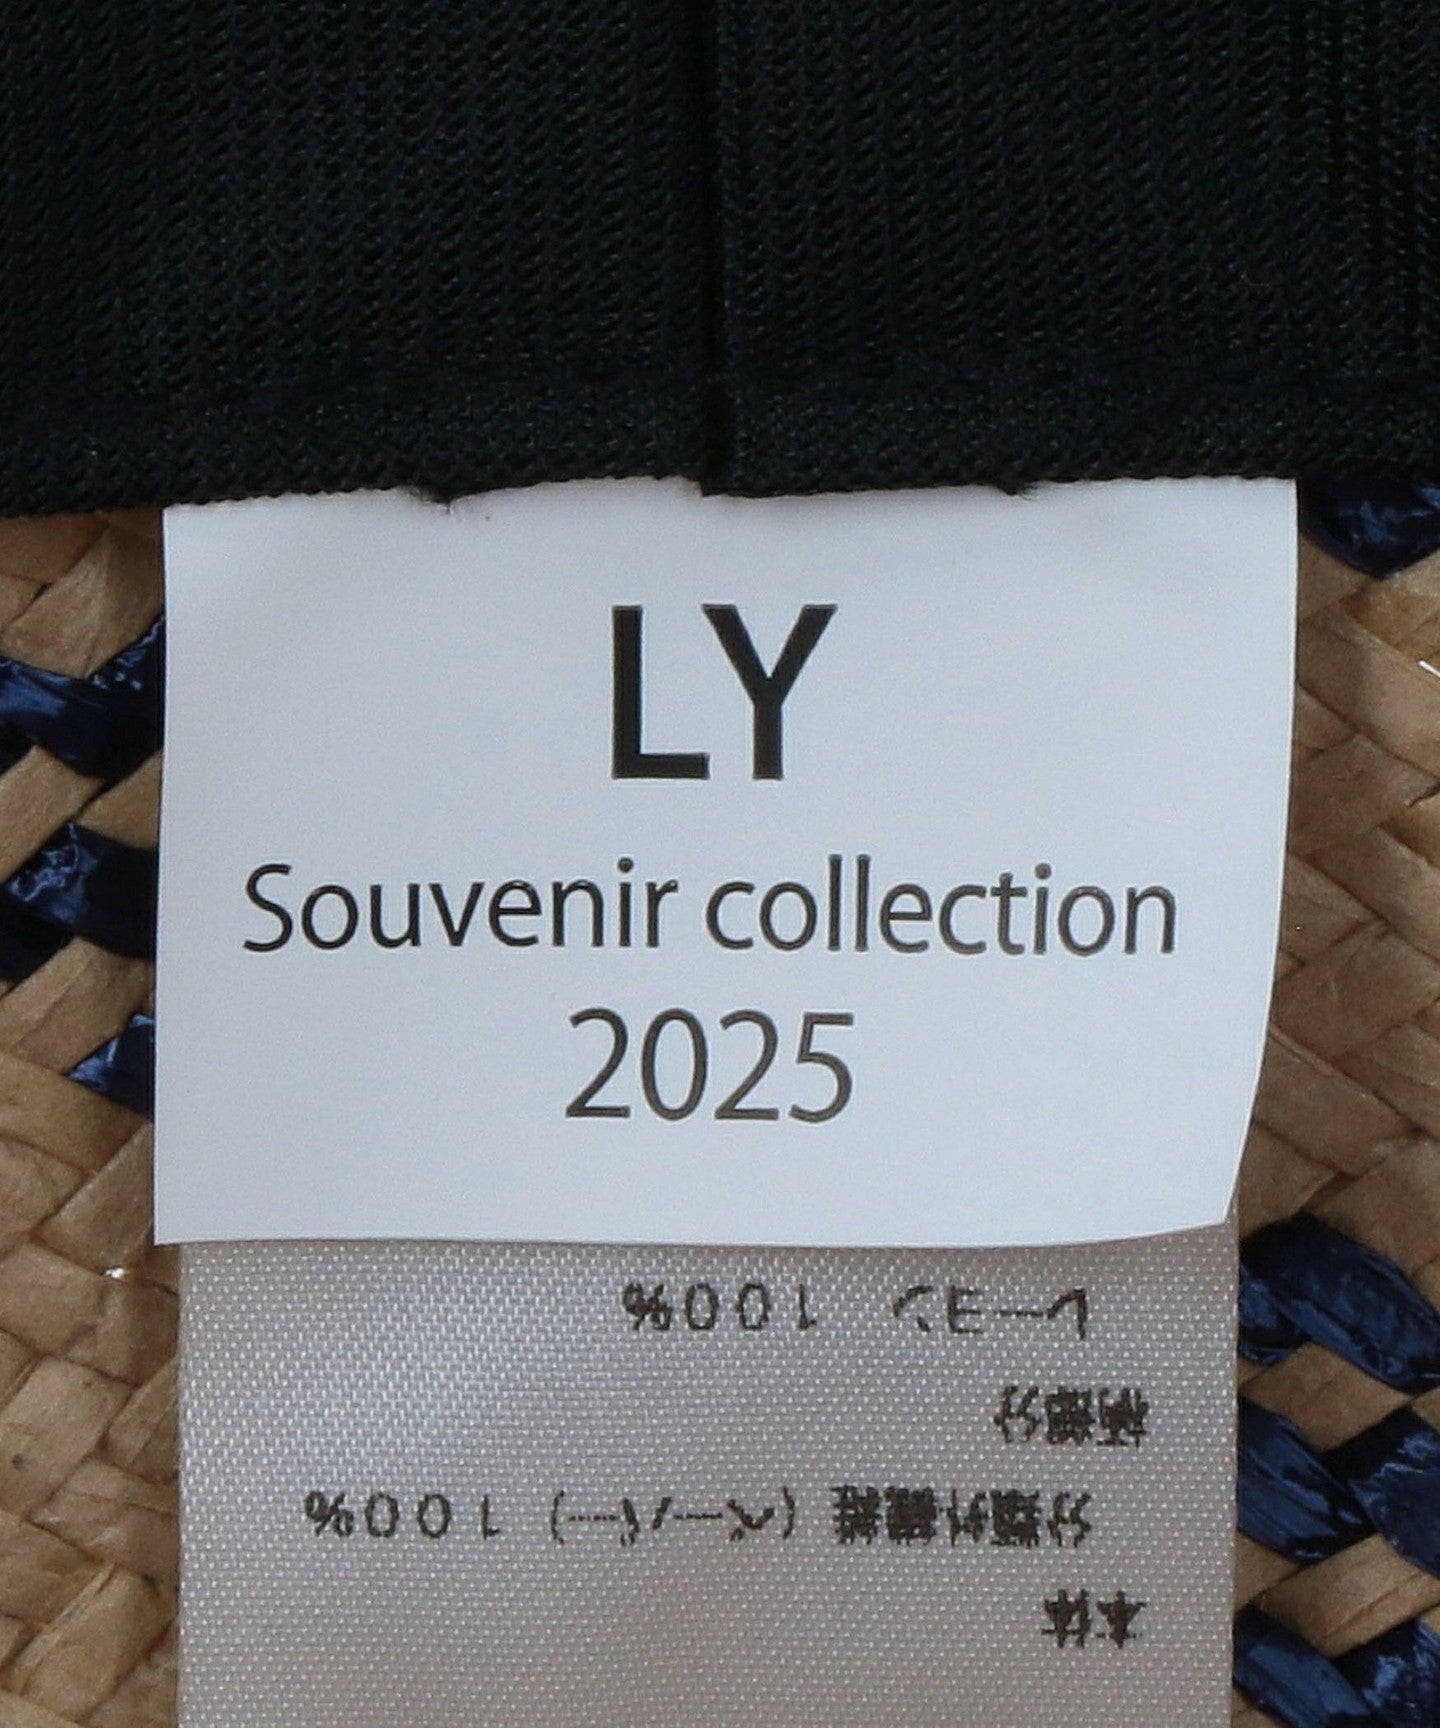 LY
Souvenir collection
2025
本体
分類外繊維(ペーパー)100%
柄部分
レーヨン 100%